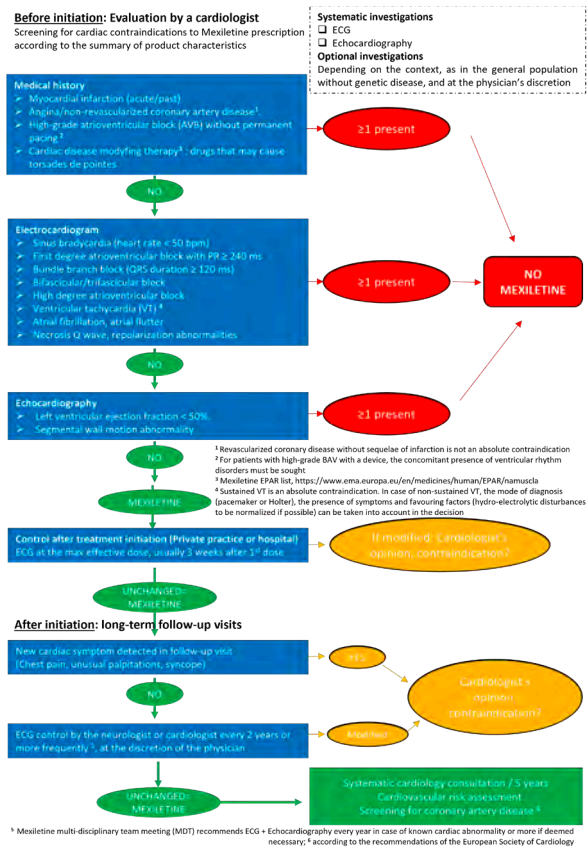 Before initiation: Evaluation by a cardiologist
Screening for cardiac contraindications to Mexiletine prescription
according to the summary of product characteristics
Systematic investigations
❑ ECG
❑ Echocardiography
Optional investigations
Depending on the context, as in the general population
without genetic disease, and at the physician's discretion
Medical history
➢ Myocardial infarction (acute/past)
➢ Angina/non-revascularized coronary artery disease¹.
➢ High-grade atrioventricular block (AVB) without permanent
pacing²
➢ Cardiac disease modyfing therapy³ : drugs that may cause
torsades de pointes
≥1 present
NO
Electrocardiogram
➢ Sinus bradycardia (heart rate < 50 bpm)
➢ First degree atrioventricular block with PR ≥ 240 ms
➢ Bundle branch block (QRS duration ≥ 120 ms)
➢ Bifascicular/trifascicular block
➢ High degree atrioventricular block
➢ Ventricular tachycardia (VT) ⁴
➢ Atrial fibrillation, atrial flutter
➢ Necrosis Q wave, repolarization abnormalities
≥1 present
NO
MEXILETINE
NO
Echocardiography
➢ Left ventricular ejection fraction < 50%.
➢ Segmental wall motion abnormality
≥1 present
NO
MEXILETINE
¹ Revascularized coronary disease without sequelae of infarction is not an absolute contraindication
² For patients with high-grade BAV with a device, the concomitant presence of ventricular rhythm
disorders must be sought
³ Mexiletine EPAR list, https://www.ema.europa.eu/en/medicines/human/EPAR/namuscla
⁴ Sustained VT is an absolute contraindication. In case of non-sustained VT, the mode of diagnosis
(pacemaker or Holter), the presence of symptoms and favouring factors (hydro-electrolytic disturbances
to be normalized if possible) can be taken into account in the decision
Control after treatment initiation (Private practice or hospital)
ECG at the max effective dose, usually 3 weeks after 1ˢᵗ dose
If modified: Cardiologist's
opinion, contraindication?
UNCHANGED=
MEXILETINE
After initiation: long-term follow-up visits
New cardiac symptom detected in follow-up visit
(Chest pain, unusual palpitations, syncope)
YES
Cardiologist's
opinion
contraindication?
NO
ECG control by the neurologist or cardiologist every 2 years or
more frequently ⁵, at the discretion of the physician
Modified
UNCHANGED=
MEXILETINE
Systematic cardiology consultation / 5 years
Cardiovascular risk assessment
Screening for coronary artery disease ⁶
⁵ Mexiletine multi-disciplinary team meeting (MDT) recommends ECG + Echocardiography every year in case of known cardiac abnormality or more if deemed
necessary; ⁶ according to the recommendations of the European Society of Cardiology